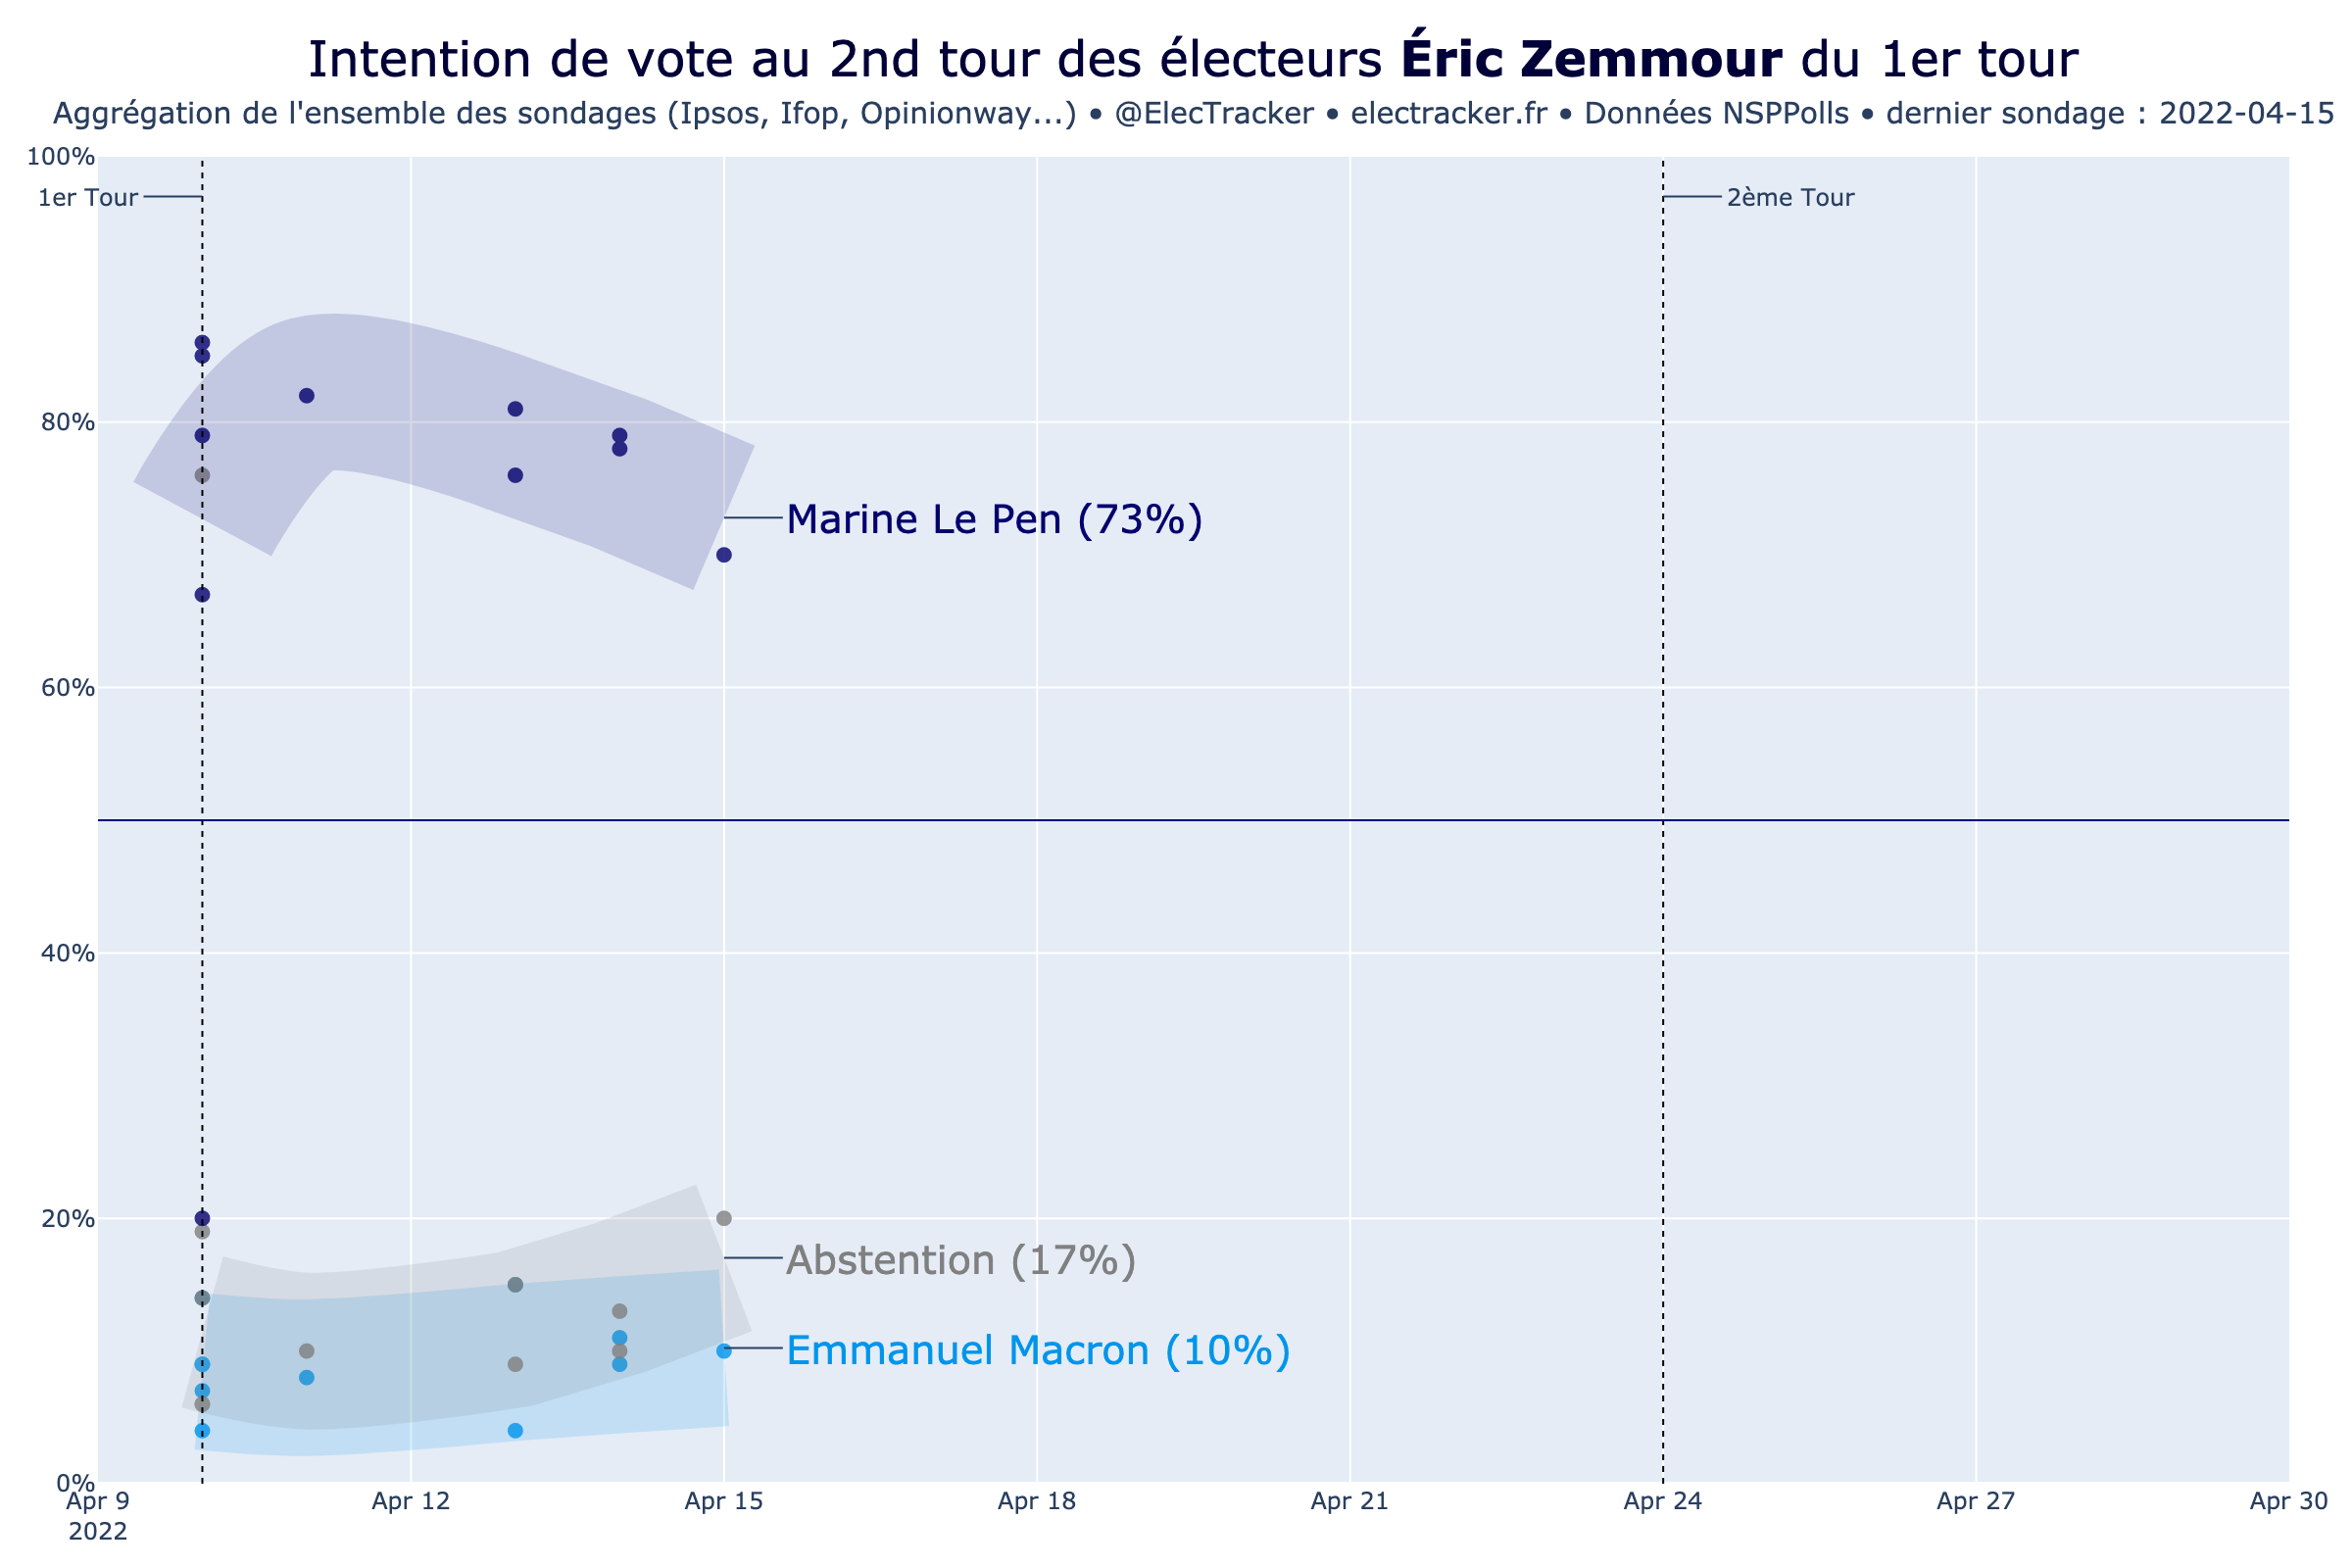 Intention de vote au 2nd tour des électeurs Éric Zemmour du 1er tour
Aggrégation de l'ensemble des sondages (Ipsos, Ifop, Opinionway...) • @ElecTracker • electracker.fr • Données NSPPolls • dernier sondage : 2022-04-15
100%
1er Tour
2ème Tour
80%
Marine Le Pen (73%)
60%
40%
20%
Abstention (17%)
Emmanuel Macron (10%)
0%
Apr 9
2022
Apr 12
Apr 15
Apr 18
Apr 21
Apr 24
Apr 27
Apr 30